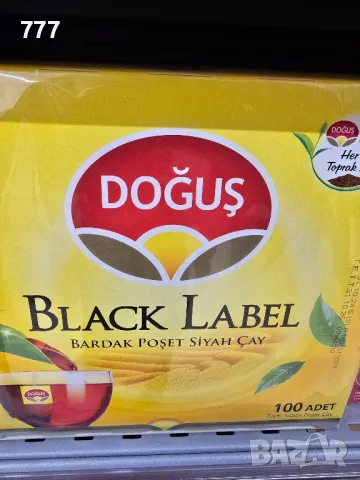 777
DOĞUŞ
DOĞUŞ
Her
Toprak
BLACK LABEL
BARDAK POŞET SİYAH ÇAY
DOĞUŞ
100 ADET
BAZAR